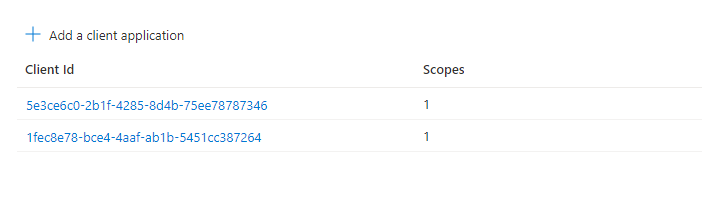 Add a client application
Client Id Scopes
5e3ce6c0-2b1f-4285-8d4b-75ee78787346 1
1fec8e78-bce4-4aaf-ab1b-5451cc387264 1